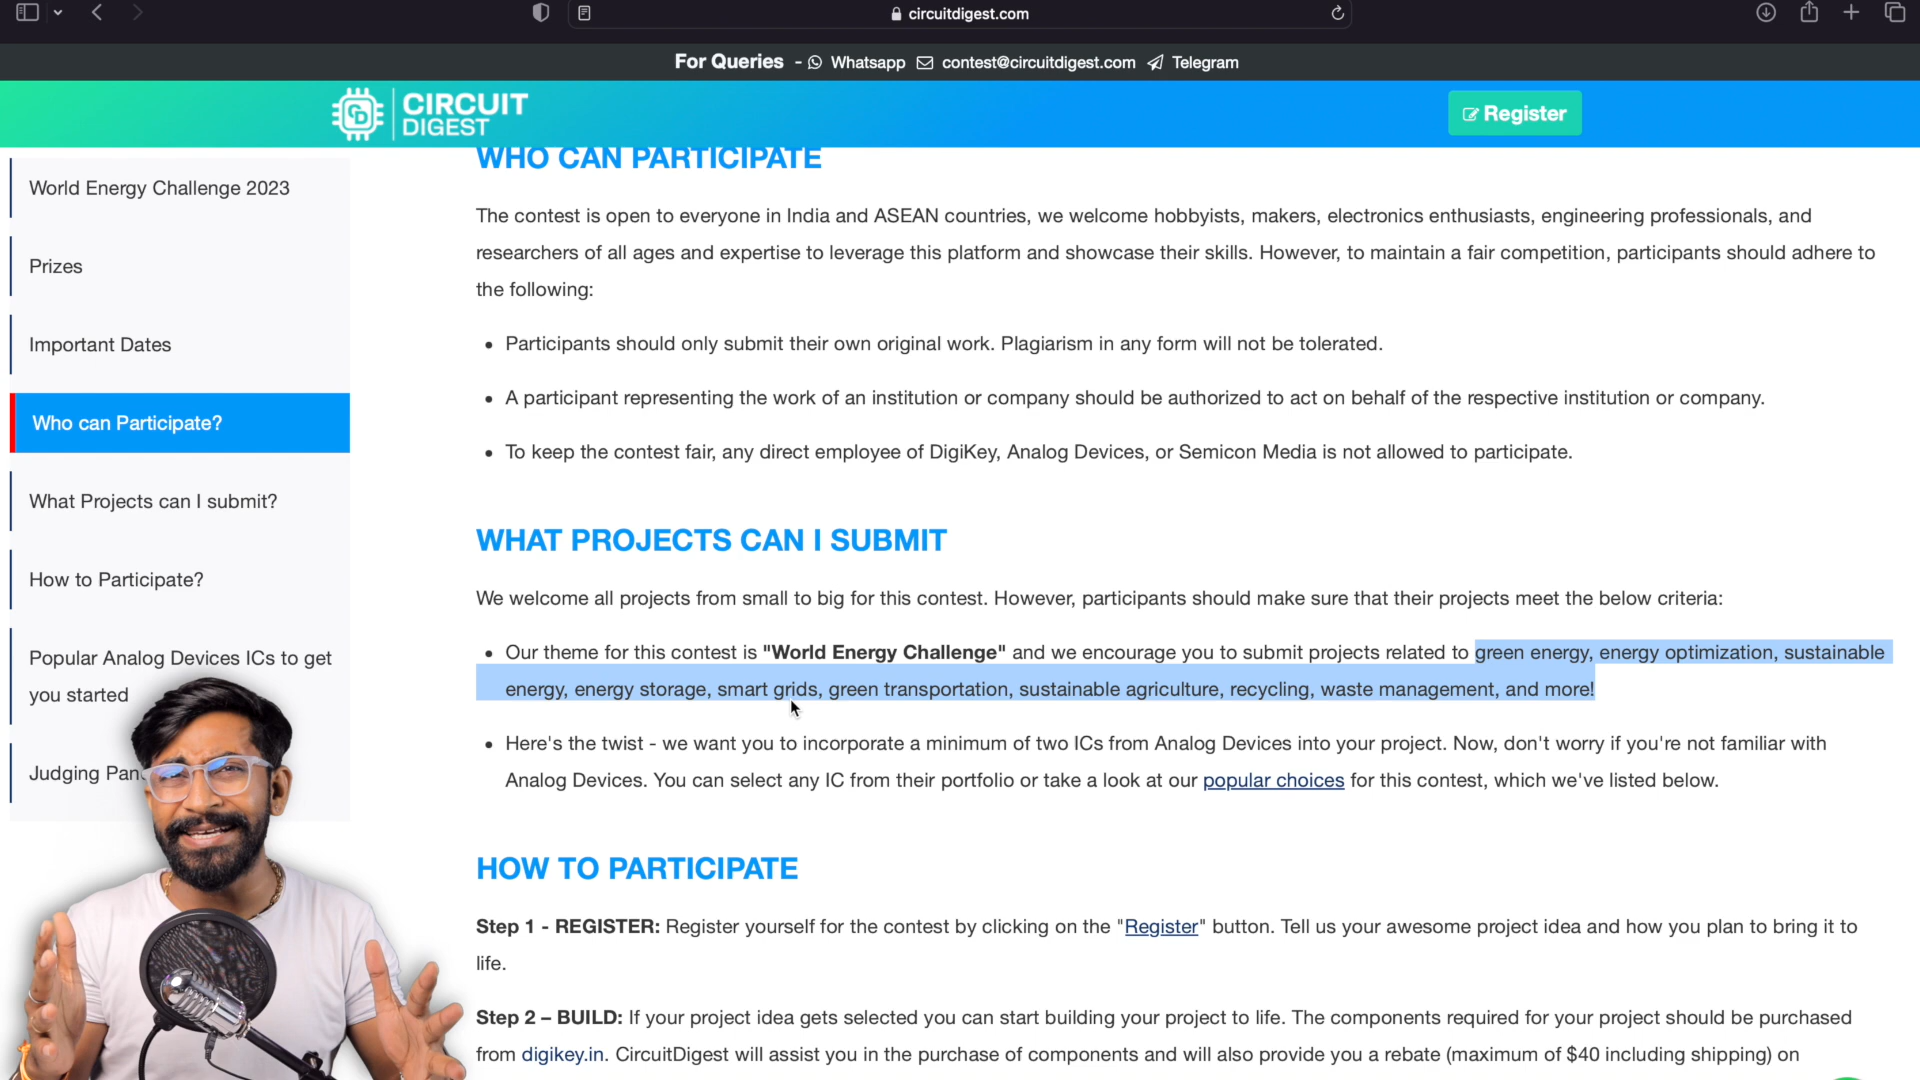 circuitdigest.com
For Queries - Whatsapp contest@circuitdigest.com Telegram
CIRCUIT
DIGEST
Register
World Energy Challenge 2023
Prizes
Important Dates
Who can Participate?
What Projects can I submit?
How to Participate?
Popular Analog Devices ICs to get
you started
Judging Pan
WHO CAN PARTICIPATE
The contest is open to everyone in India and ASEAN countries, we welcome hobbyists, makers, electronics enthusiasts, engineering professionals, and
researchers of all ages and expertise to leverage this platform and showcase their skills. However, to maintain a fair competition, participants should adhere to
the following:
• Participants should only submit their own original work. Plagiarism in any form will not be tolerated.
• A participant representing the work of an institution or company should be authorized to act on behalf of the respective institution or company.
• To keep the contest fair, any direct employee of DigiKey, Analog Devices, or Semicon Media is not allowed to participate.
WHAT PROJECTS CAN I SUBMIT
We welcome all projects from small to big for this contest. However, participants should make sure that their projects meet the below criteria:
• Our theme for this contest is "World Energy Challenge" and we encourage you to submit projects related to green energy, energy optimization, sustainable
energy, energy storage, smart grids, green transportation, sustainable agriculture, recycling, waste management, and more!
• Here's the twist - we want you to incorporate a minimum of two ICs from Analog Devices into your project. Now, don't worry if you're not familiar with
Analog Devices. You can select any IC from their portfolio or take a look at our popular choices for this contest, which we've listed below.
HOW TO PARTICIPATE
Step 1 - REGISTER: Register yourself for the contest by clicking on the "Register" button. Tell us your awesome project idea and how you plan to bring it to
life.
Step 2 – BUILD: If your project idea gets selected you can start building your project to life. The components required for your project should be purchased
from digikey.in. CircuitDigest will assist you in the purchase of components and will also provide you a rebate (maximum of $40 including shipping) on